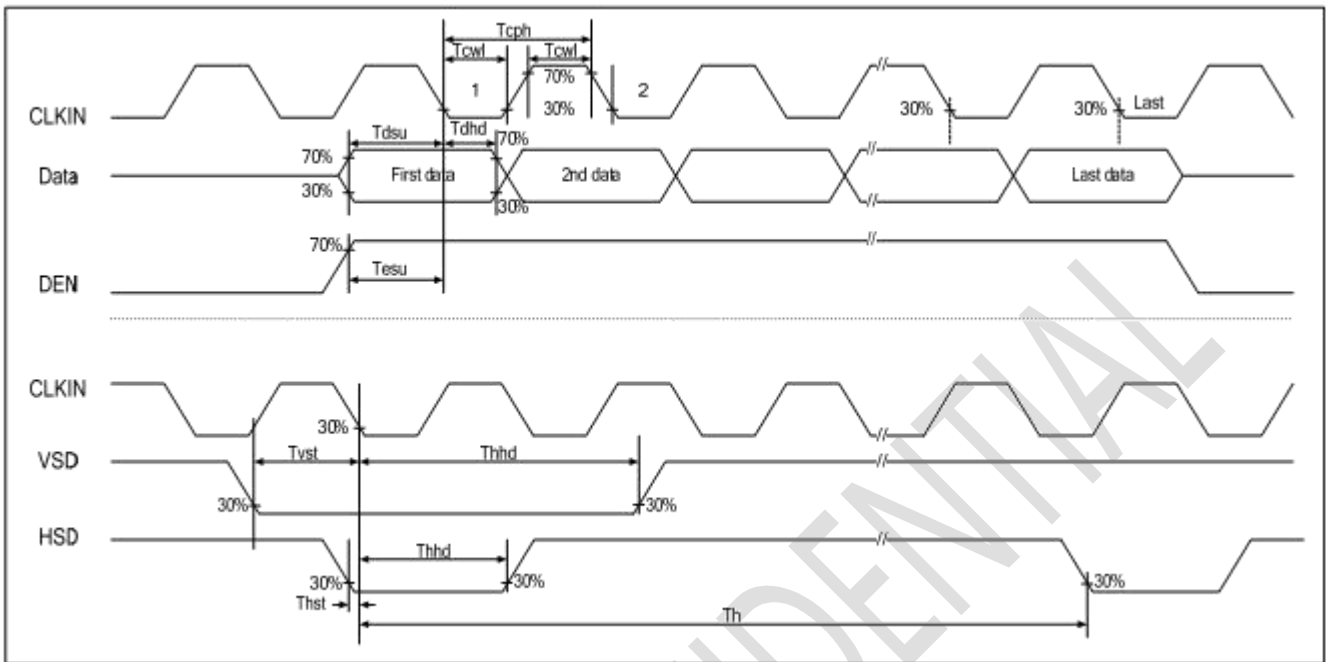 Tcph
Tcwl Tcwl
70%
1 2
CLKIN 30% 30% 30% Last
Tdsu Tdhd
70% 70%
Data First data 2nd data Last data
30% 30%
70%
DEN Tesu
CLKIN
30%
VSD Tvst Thhd
30% 30%
HSD Thhd
30% 30% 30%
Thst
Th
IDENTIAL